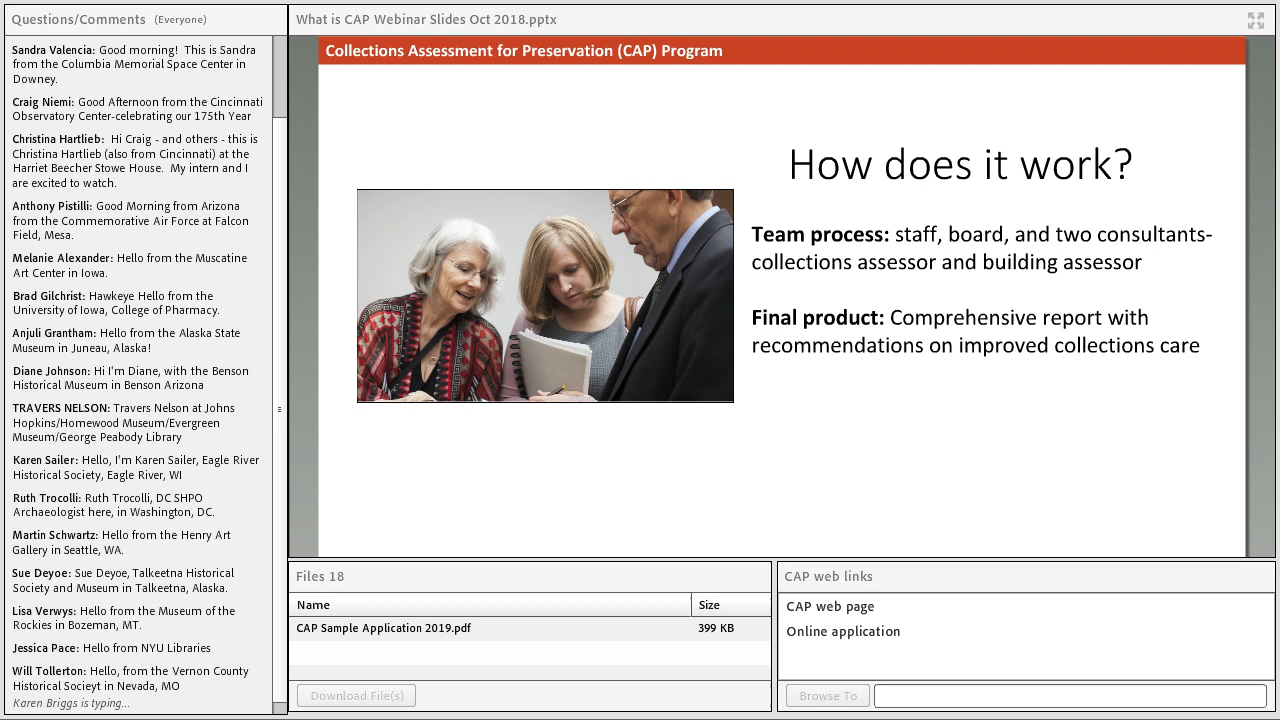 Questions/Comments (Everyone)
Sandra Valencia: Good morning! This is Sandra
from the Columbia Memorial Space Center in
Downey.
Craig Niemi: Good Afternoon from the Cincinnati
Observatory Center-celebrating our 175th Year
Christina Hartlieb: Hi Craig - and others - this is
Christina Hartlieb (also from Cincinnati) at the
Harriet Beecher Stowe House. My intern and I
are excited to watch.
Anthony Pistilli: Good Morning from Arizona
from the Commemorative Air Force at Falcon
Field, Mesa.
Melanie Alexander: Hello from the Muscatine
Art Center in Iowa.
Brad Gilchrist: Hawkeye Hello from the
University of Iowa, College of Pharmacy.
Anjuli Grantham: Hello from the Alaska State
Museum in Juneau, Alaska!
Diane Johnson: Hi I'm Diane, with the Benson
Historical Museum in Benson Arizona
TRAVERS NELSON: Travers Nelson at Johns
Hopkins/Homewood Museum/Evergreen
Museum/George Peabody Library
Karen Sailer: Hello, I'm Karen Sailer, Eagle River
Historical Society, Eagle River, WI
Ruth Trocolli: Ruth Trocolli, DC SHPO
Archaeologist here, in Washington, DC.
Martin Schwartz: Hello from the Henry Art
Gallery in Seattle, WA.
Sue Deyoe: Sue Deyoe, Talkeetna Historical
Society and Museum in Talkeetna, Alaska.
Lisa Verwys: Hello from the Museum of the
Rockies in Bozeman, MT.
Jessica Pace: Hello from NYU Libraries
Will Tollerton: Hello, from the Vernon County
Historical Socieyt in Nevada, MO
Karen Briggs is typing...
What is CAP Webinar Slides Oct 2018.pptx
Collections Assessment for Preservation (CAP) Program
How does it work?
Team process: staff, board, and two consultants-
collections assessor and building assessor
Final product: Comprehensive report with
recommendations on improved collections care
Files 18
Name Size
CAP Sample Application 2019.pdf 399 KB
Download File(s)
CAP web links
CAP web page
Online application
Browse To